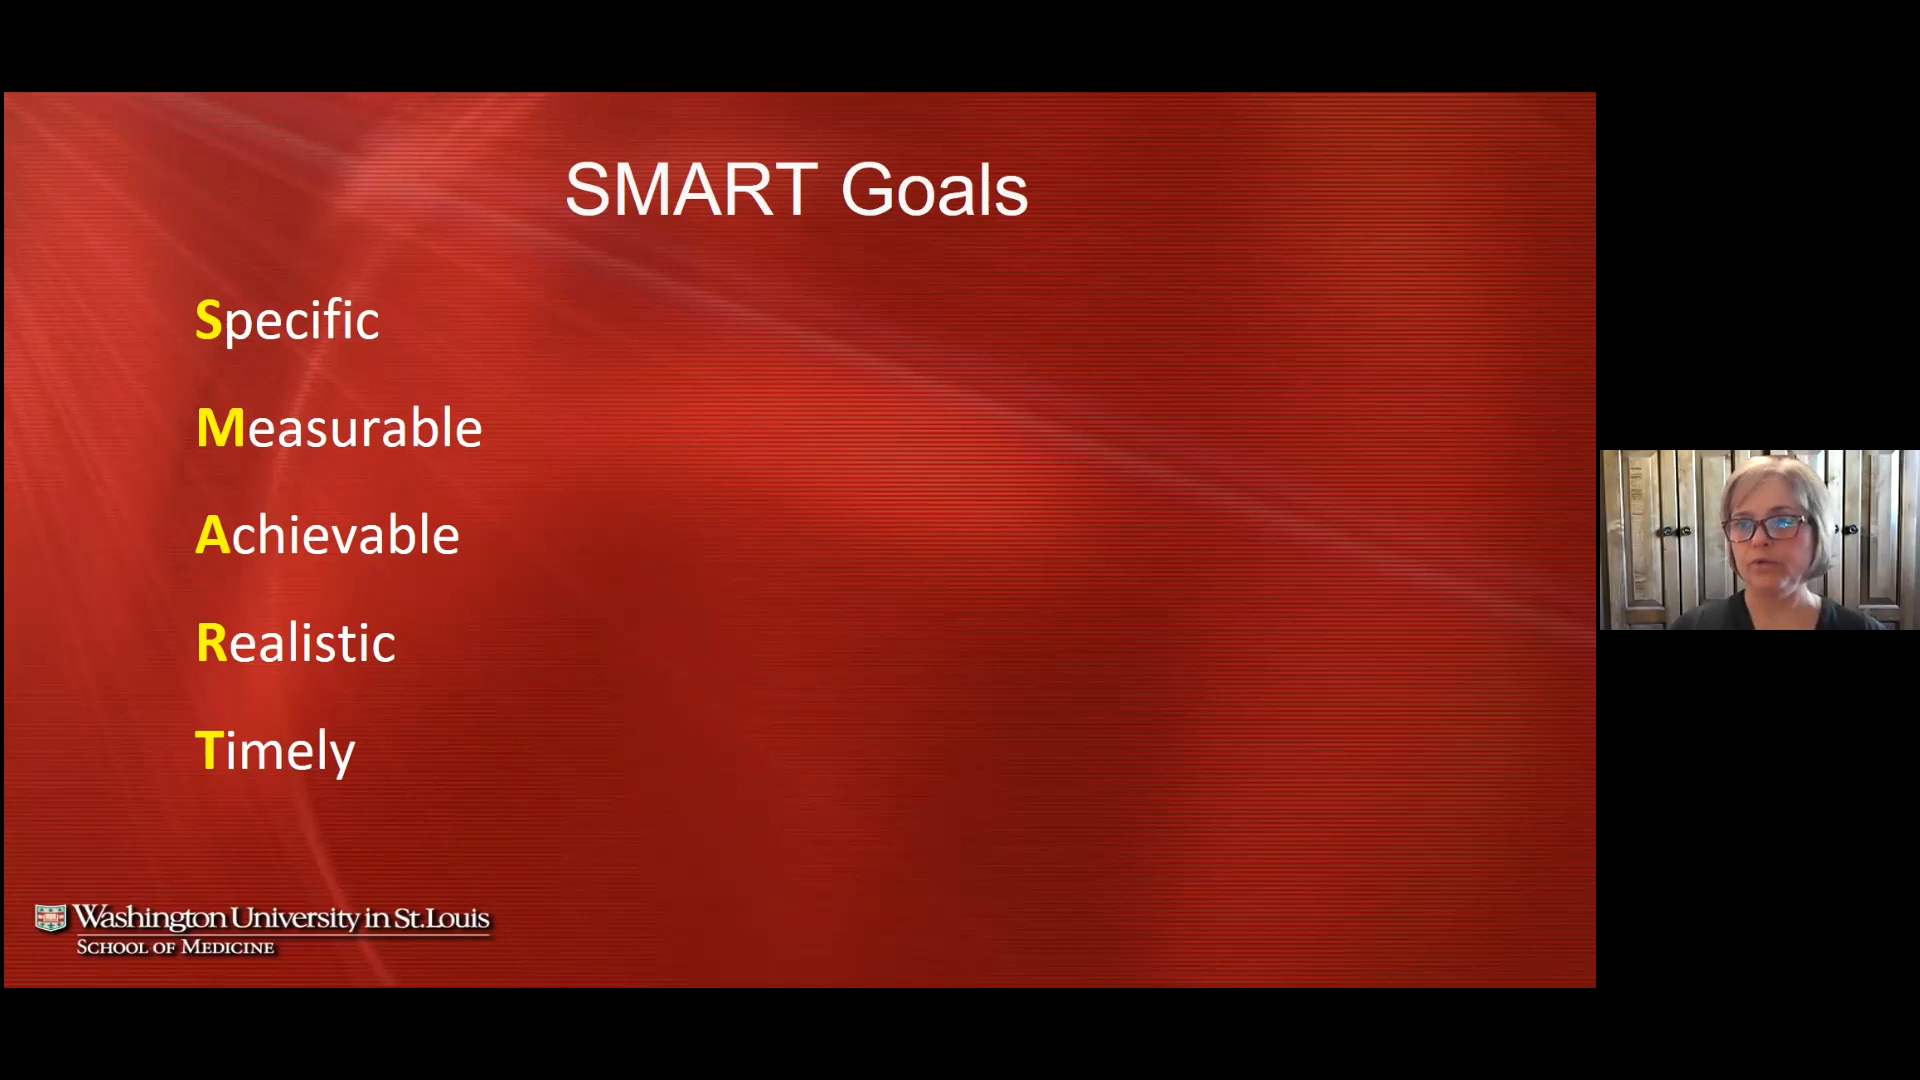 SMART Goals
Specific
Measurable
Achievable
Realistic
Timely
Washington University in St. Louis
SCHOOL OF MEDICINE